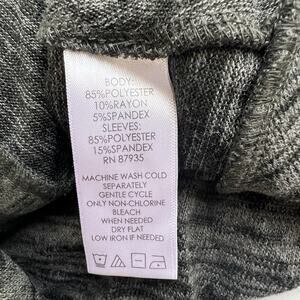 BODY:
85%POLYESTER
10%RAYON
5%SPANDEX
SLEEVES:
85%POLYESTER
15%SPANDEX
RN 87935
MACHINE WASH COLD
SEPARATELY
GENTLE CYCLE
ONLY NON-CHLORINE
BLEACH
WHEN NEEDED
DRY FLAT
LOW IRON IF NEEDED